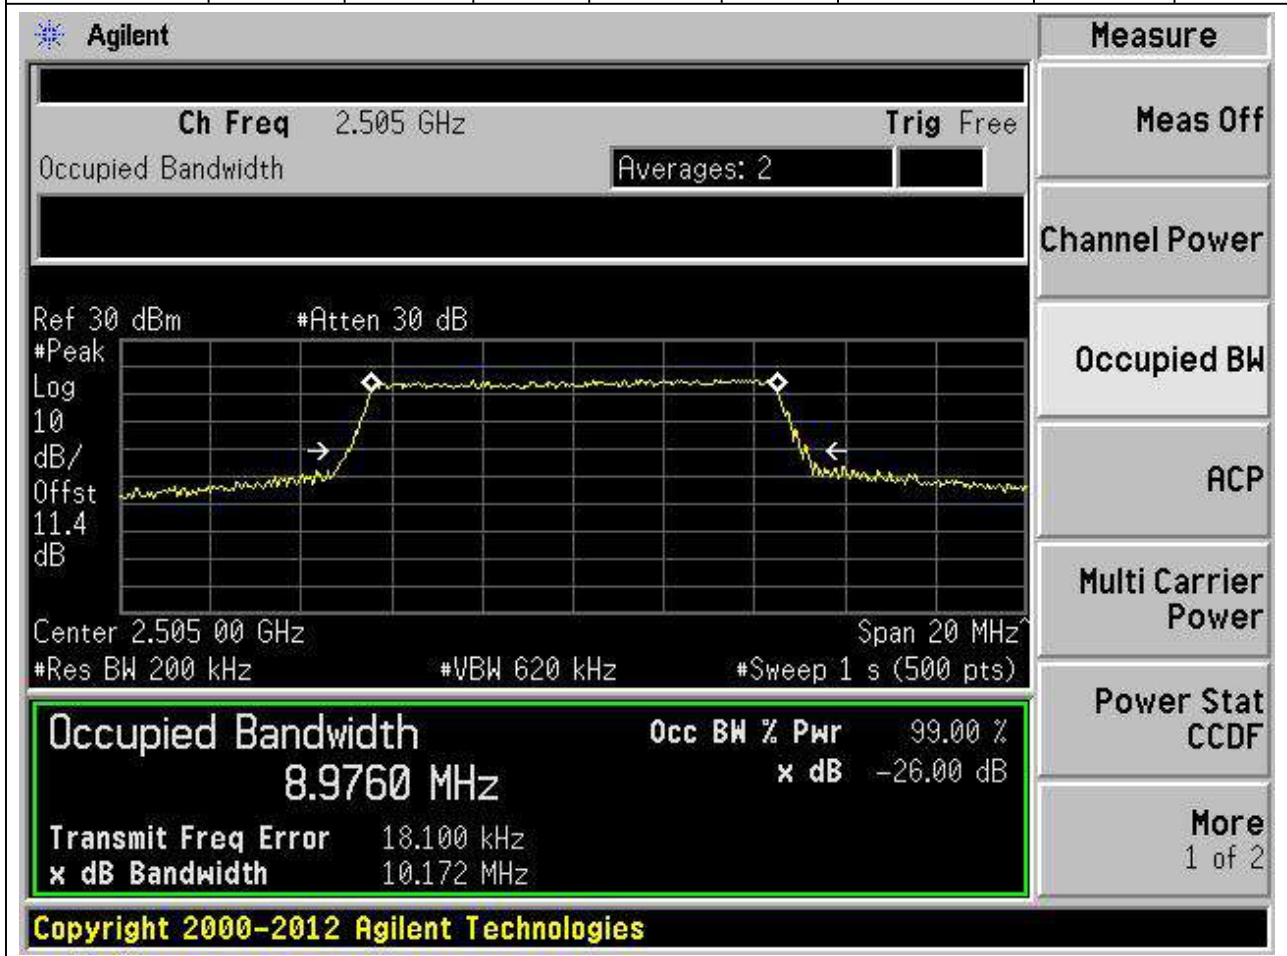 Agilent
Measure
Ch Freq 2.505 GHz Trig Free
Occupied Bandwidth Averages: 2
Meas Off
Channel Power
Occupied BW
ACP
Multi Carrier
Power
Power Stat
CCDF
More
1 of 2
Ref 30 dBm #Atten 30 dB
#Peak
Log
10
dB/
Offst
11.4
dB
Center 2.505 00 GHz Span 20 MHz^
#Res BW 200 kHz #VBW 620 kHz #Sweep 1 s (500 pts)
Occupied Bandwidth
8.9760 MHz
Occ BW % Pwr 99.00 %
x dB -26.00 dB
Transmit Freq Error 18.100 kHz
x dB Bandwidth 10.172 MHz
Copyright 2000-2012 Agilent Technologies